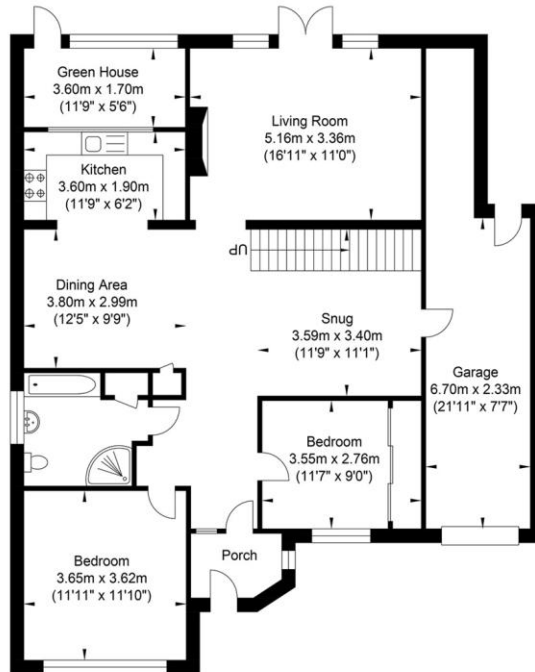 Green House
3.60m x 1.70m
(11'9" x 5'6")
Living Room
5.16m x 3.36m
(16'11" x 11'0")
Kitchen
3.60m x 1.90m
(11'9" x 6'2")
UP
Dining Area
3.80m x 2.99m
(12'5" x 9'9")
Snug
3.59m x 3.40m
(11'9" x 11'1")
Garage
6.70m x 2.33m
(21'11" x 7'7")
Bedroom
3.55m x 2.76m
(11'7" x 9'0")
Porch
Bedroom
3.65m x 3.62m
(11'11" x 11'10")